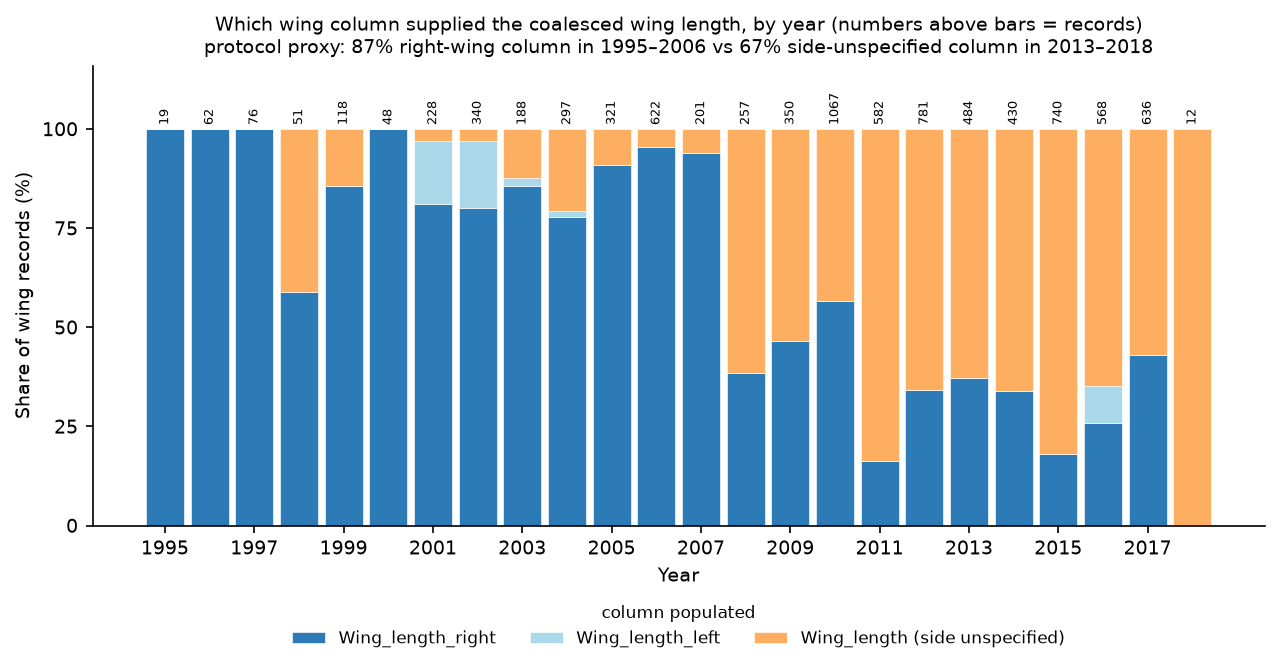 Which wing column supplied the coalesced wing length, by year (numbers above bars = records)
protocol proxy: 87% right-wing column in 1995–2006 vs 67% side-unspecified column in 2013–2018
19 62 76 51 118 48 228 340 188 297 321 622 201 257 350 1067 582 781 484 430 740 568 636 12
100
75
50
25
0
Share of wing records (%)
1995 1997 1999 2001 2003 2005 2007 2009 2011 2013 2015 2017
Year
column populated
Wing_length_right Wing_length_left Wing_length (side unspecified)